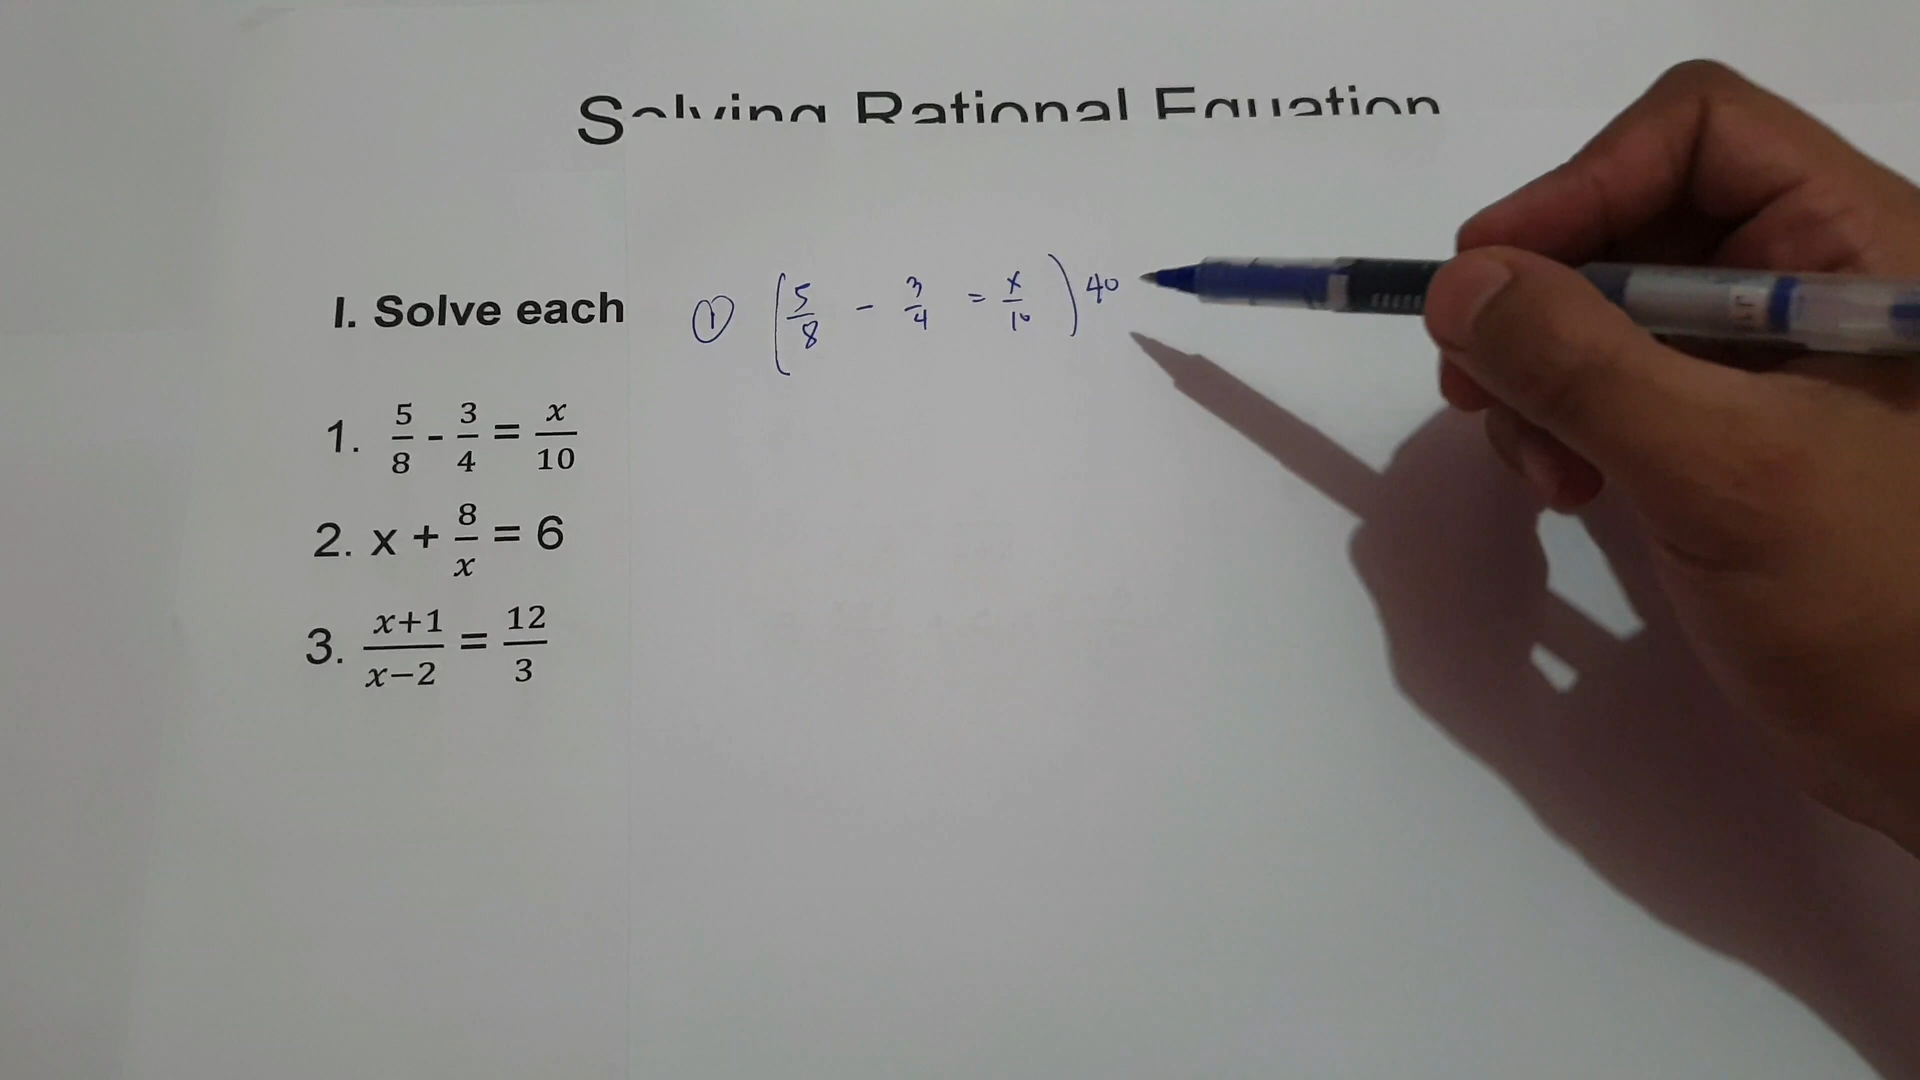 Solving Rational Equation
I. Solve each
① (5/8 - 3/4 = x/10) 40
1. 5/8 - 3/4 = x/10
2. x + 8/x = 6
3. x+1/x−2 = 12/3